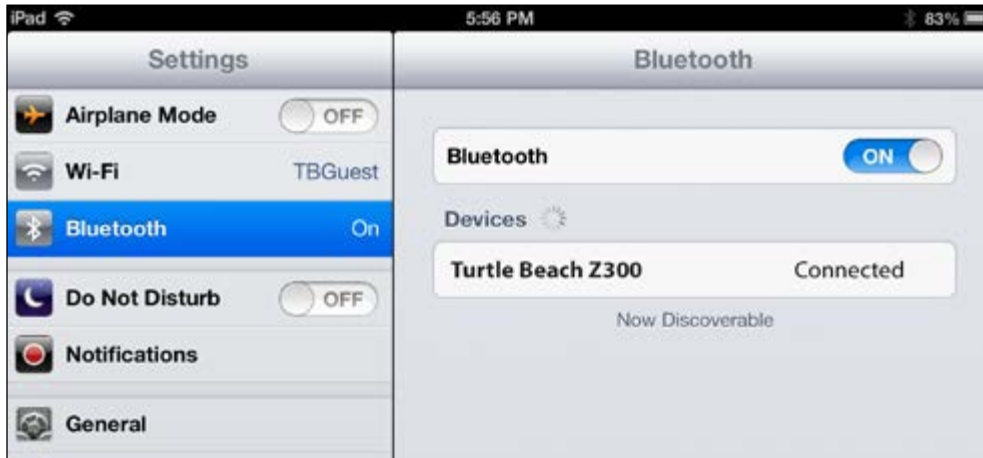 iPad 5:56 PM 83%
Settings
Airplane Mode OFF
Wi-Fi TBGuest
Bluetooth On
Do Not Disturb OFF
Notifications
General
Bluetooth
Bluetooth ON
Devices
Turtle Beach Z300 Connected
Now Discoverable